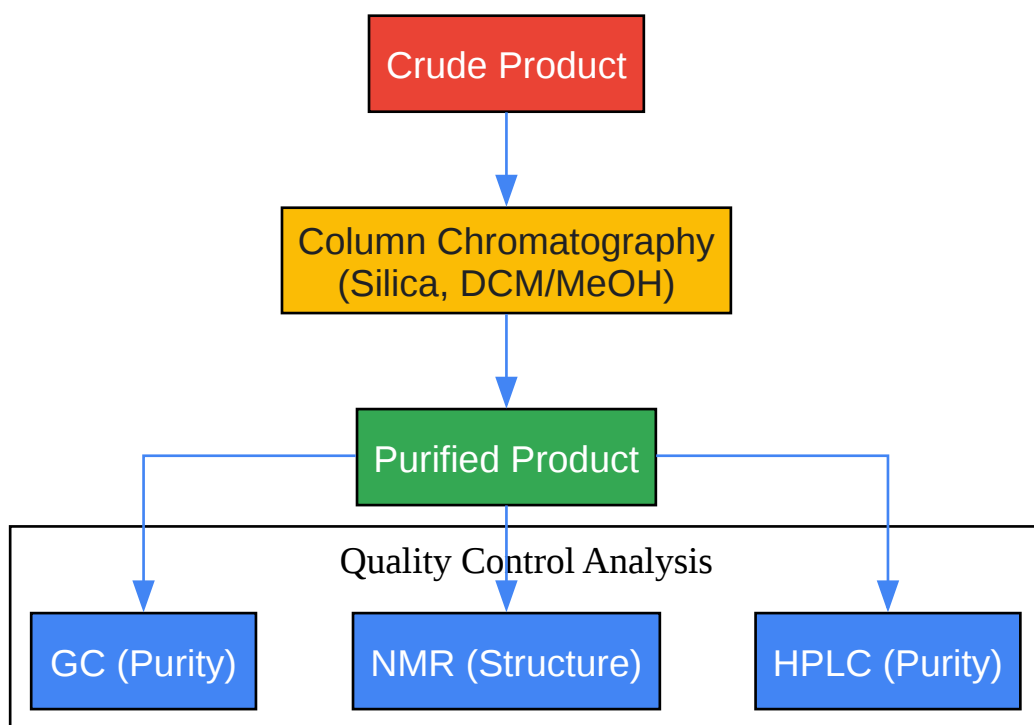 Crude Product
Column Chromatography
(Silica, DCM/MeOH)
Purified Product
Quality Control Analysis
GC (Purity)
NMR (Structure)
HPLC (Purity)